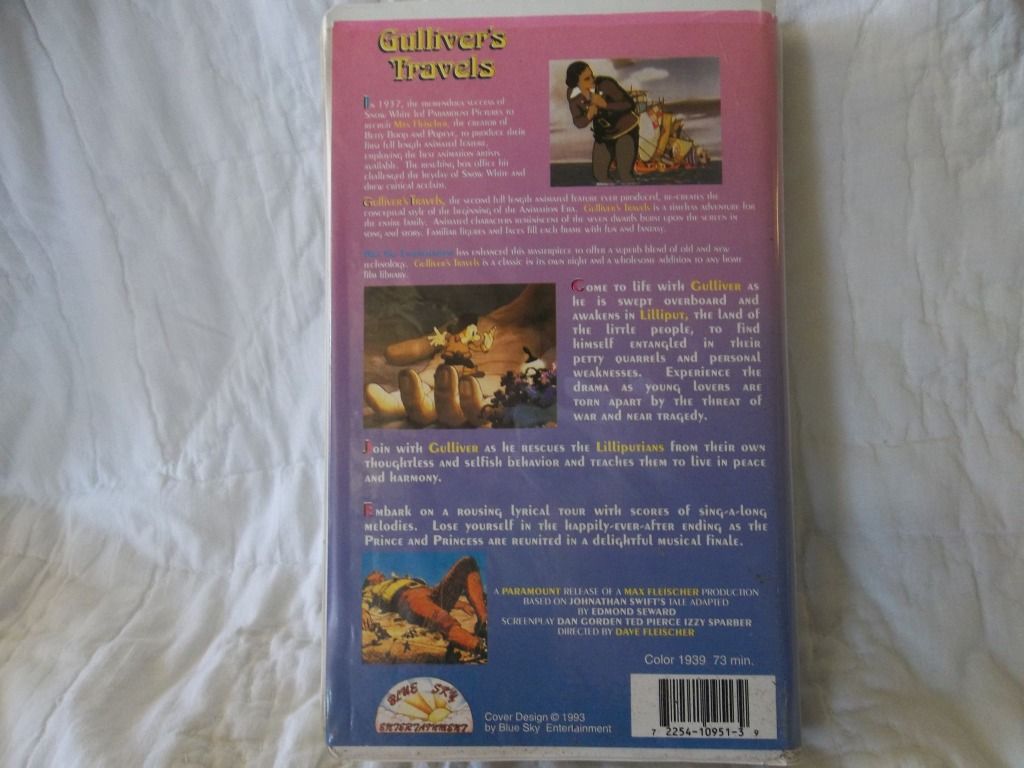 Gulliver's
Travels
In 1937, the tremendous success of
Snow White led Paramount Pictures to
recruit Max Fleischer, the creator of
Betty Boop and Popeye, to produce their
first full length animated feature,
employing the best animation artists
available. The resulting box office hit
challenged the heyday of Snow White and
drew critical acclaim.
Gulliver's Travels, the second full length animated feature ever produced, re-creates the
conceptual style of the beginning of the Animation Era. Gulliver's Travels is a timeless adventure for
the entire family. Animated characters reminiscent of the seven dwarfs burst upon the screen in
song and story. Familiar figures and faces fill each frame with fun and fantasy.
Blue Sky Entertainment has enhanced this masterpiece to offer a superb blend of old and new
technology. Gulliver's Travels is a classic in its own right and a wholesome addition to any home
film library.
Come to life with Gulliver as
he is swept overboard and
awakens in Lilliput, the land of
the little people, to find
himself entangled in their
petty quarrels and personal
weaknesses. Experience the
drama as young lovers are
torn apart by the threat of
war and near tragedy.
Join with Gulliver as he rescues the Lilliputians from their own
thoughtless and selfish behavior and teaches them to live in peace
and harmony.
Embark on a rousing lyrical tour with scores of sing-a-long
melodies. Lose yourself in the happily-ever-after ending as the
Prince and Princess are reunited in a delightful musical finale.
A PARAMOUNT RELEASE OF A MAX FLEISCHER PRODUCTION
BASED ON JOHNATHAN SWIFT'S TALE ADAPTED
BY EDMOND SEWARD
SCREENPLAY DAN GORDEN TED PIERCE IZZY SPARBER
DIRECTED BY DAVE FLEISCHER
Color 1939 73 min.
BLUE SKY
ENTERTAINMENT
Cover Design © 1993
by Blue Sky Entertainment
7 2254-10951-3 9